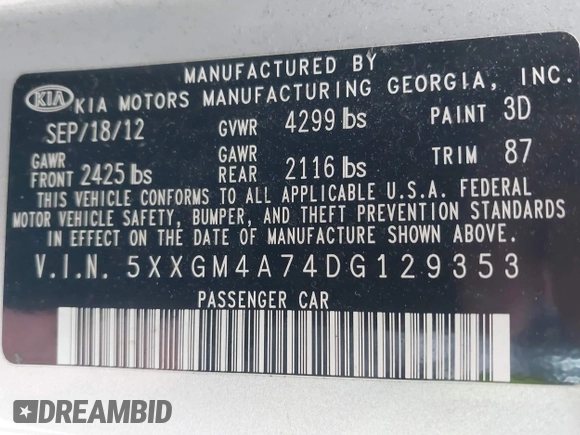 MANUFACTURED BY
KIA KIA MOTORS MANUFACTURING GEORGIA, INC.
SEP/18/12 GVWR 4299 lbs PAINT 3D
GAWR FRONT 2425 lbs GAWR REAR 2116 lbs TRIM 87
THIS VEHICLE CONFORMS TO ALL APPLICABLE U.S.A. FEDERAL
MOTOR VEHICLE SAFETY, BUMPER, AND THEFT PREVENTION STANDARDS
IN EFFECT ON THE DATE OF MANUFACTURE SHOWN ABOVE.
V.I.N. 5XXGM4A74DG129353
PASSENGER CAR
DREAMBID